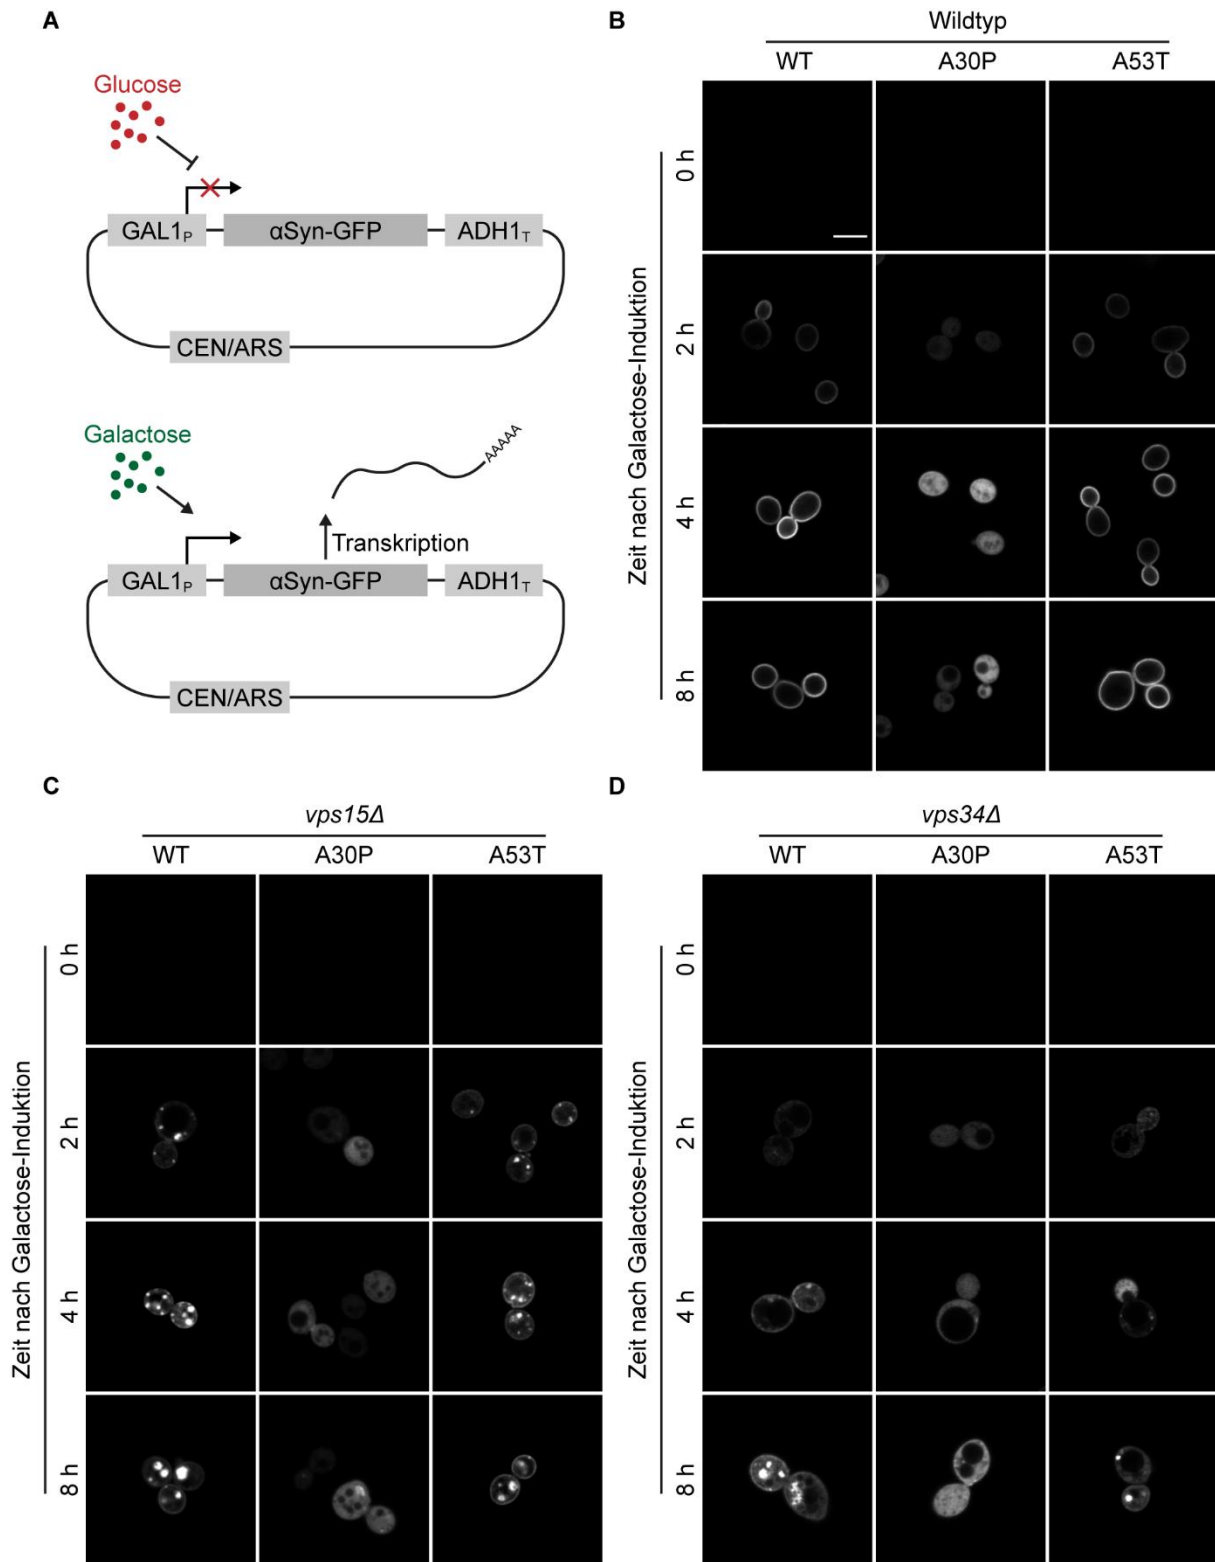 A
Glucose
GAL1P
αSyn-GFP
ADH1T
CEN/ARS
Galactose
AAAAA
Transkription
GAL1P
αSyn-GFP
ADH1T
CEN/ARS
B
Wildtyp
WT
A30P
A53T
Zeit nach Galactose-Induktion
0 h
2 h
4 h
8 h
C
vps15Δ
WT
A30P
A53T
Zeit nach Galactose-Induktion
0 h
2 h
4 h
8 h
D
vps34Δ
WT
A30P
A53T
Zeit nach Galactose-Induktion
0 h
2 h
4 h
8 h